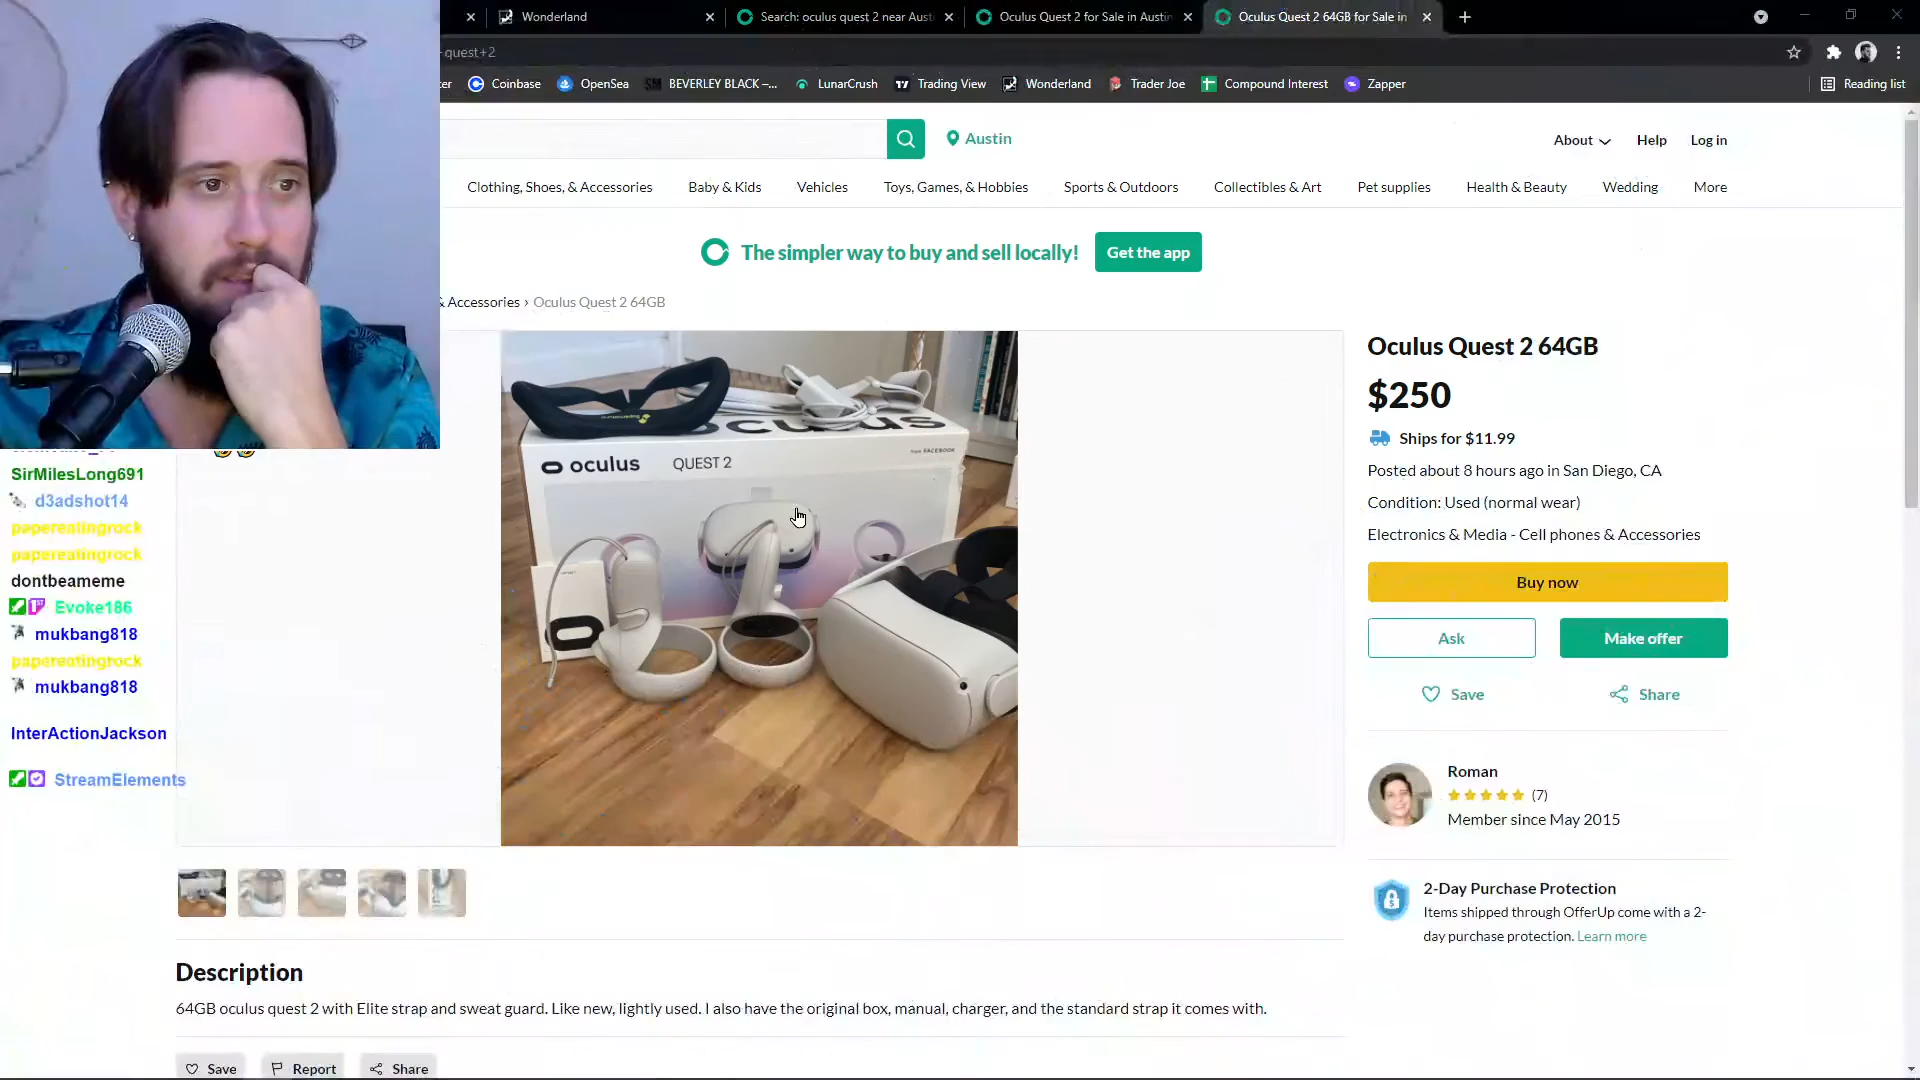 Wonderland
Search: oculus quest 2 near Aust
Oculus Quest 2 for Sale in Austin
Oculus Quest 2 64GB for Sale in
-quest+2
Coinbase
OpenSea
BEVERLEY BLACK –...
LunarCrush
Trading View
Wonderland
Trader Joe
Compound Interest
Zapper
Reading list
Austin
About
Help
Log in
Clothing, Shoes, & Accessories
Baby & Kids
Vehicles
Toys, Games, & Hobbies
Sports & Outdoors
Collectibles & Art
Pet supplies
Health & Beauty
Wedding
More
The simpler way to buy and sell locally!
Get the app
& Accessories › Oculus Quest 2 64GB
oculus
QUEST 2
from FACEBOOK
Oculus Quest 2 64GB
$250
Ships for $11.99
Posted about 8 hours ago in San Diego, CA
Condition: Used (normal wear)
Electronics & Media - Cell phones & Accessories
Buy now
Ask
Make offer
Save
Share
Roman
(7)
Member since May 2015
2-Day Purchase Protection
Items shipped through OfferUp come with a 2-
day purchase protection. Learn more
SirMilesLong691
d3adshot14
papereatingrock
papereatingrock
dontbeameme
Evoke186
mukbang818
papereatingrock
mukbang818
InterActionJackson
StreamElements
Description
64GB oculus quest 2 with Elite strap and sweat guard. Like new, lightly used. I also have the original box, manual, charger, and the standard strap it comes with.
Save
Report
Share